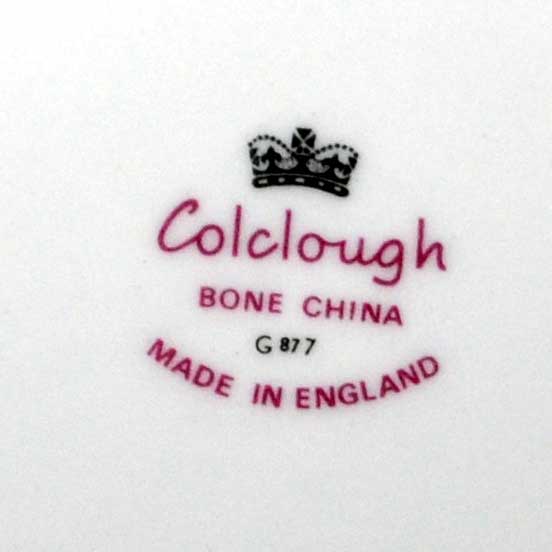 Colclough
BONE CHINA
G 877
MADE IN ENGLAND